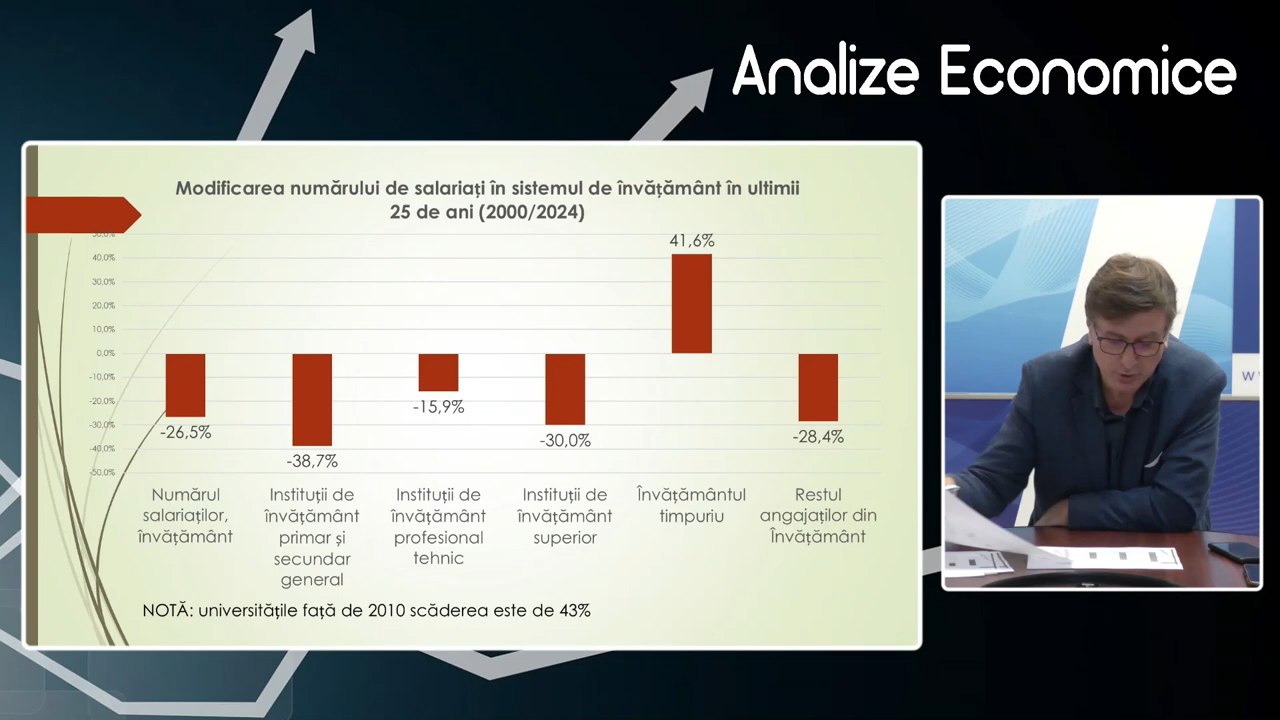 Analize Economice
Modificarea numărului de salariați în sistemul de învățământ în ultimii
25 de ani (2000/2024)
50,0%
40,0%
30,0%
20,0%
10,0%
0,0%
-10,0%
-20,0%
-30,0%
-40,0%
-50,0%
-26,5%
-38,7%
-15,9%
-30,0%
41,6%
-28,4%
Numărul
salariaților,
învățământ
Instituții de
învățământ
primar și
secundar
general
Instituții de
învățământ
profesional
tehnic
Instituții de
învățământ
superior
Învățământul
timpuriu
Restul
angajaților din
Învățământ
NOTĂ: universitățile față de 2010 scăderea este de 43%
W